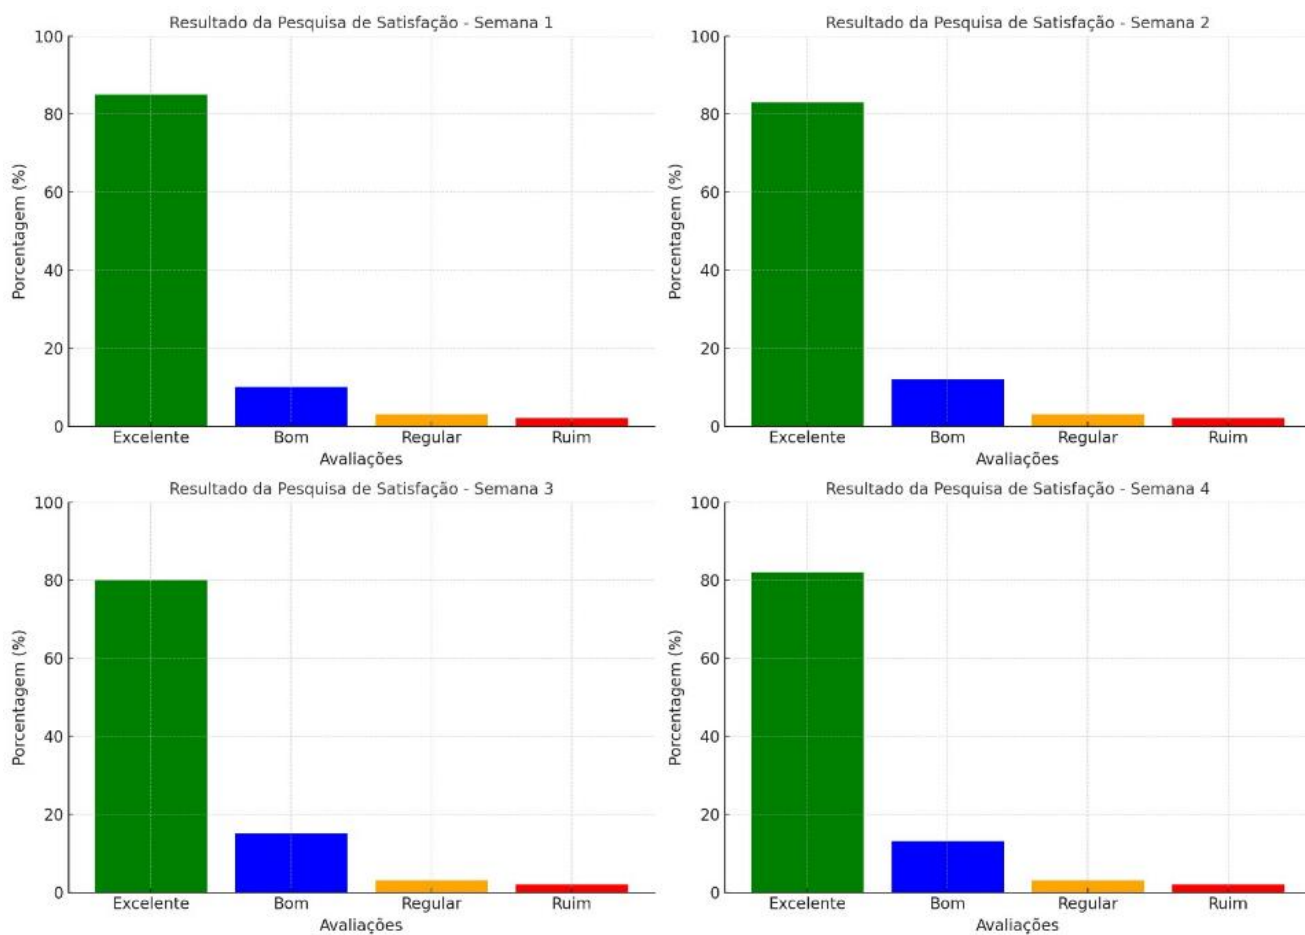 Resultado da Pesquisa de Satisfação - Semana 1
100
80
60
40
20
0
Porcentagem (%)
Excelente Bom Regular Ruim
Avaliações
Resultado da Pesquisa de Satisfação - Semana 2
100
80
60
40
20
0
Porcentagem (%)
Excelente Bom Regular Ruim
Avaliações
Resultado da Pesquisa de Satisfação - Semana 3
100
80
60
40
20
0
Porcentagem (%)
Excelente Bom Regular Ruim
Avaliações
Resultado da Pesquisa de Satisfação - Semana 4
100
80
60
40
20
0
Porcentagem (%)
Excelente Bom Regular Ruim
Avaliações